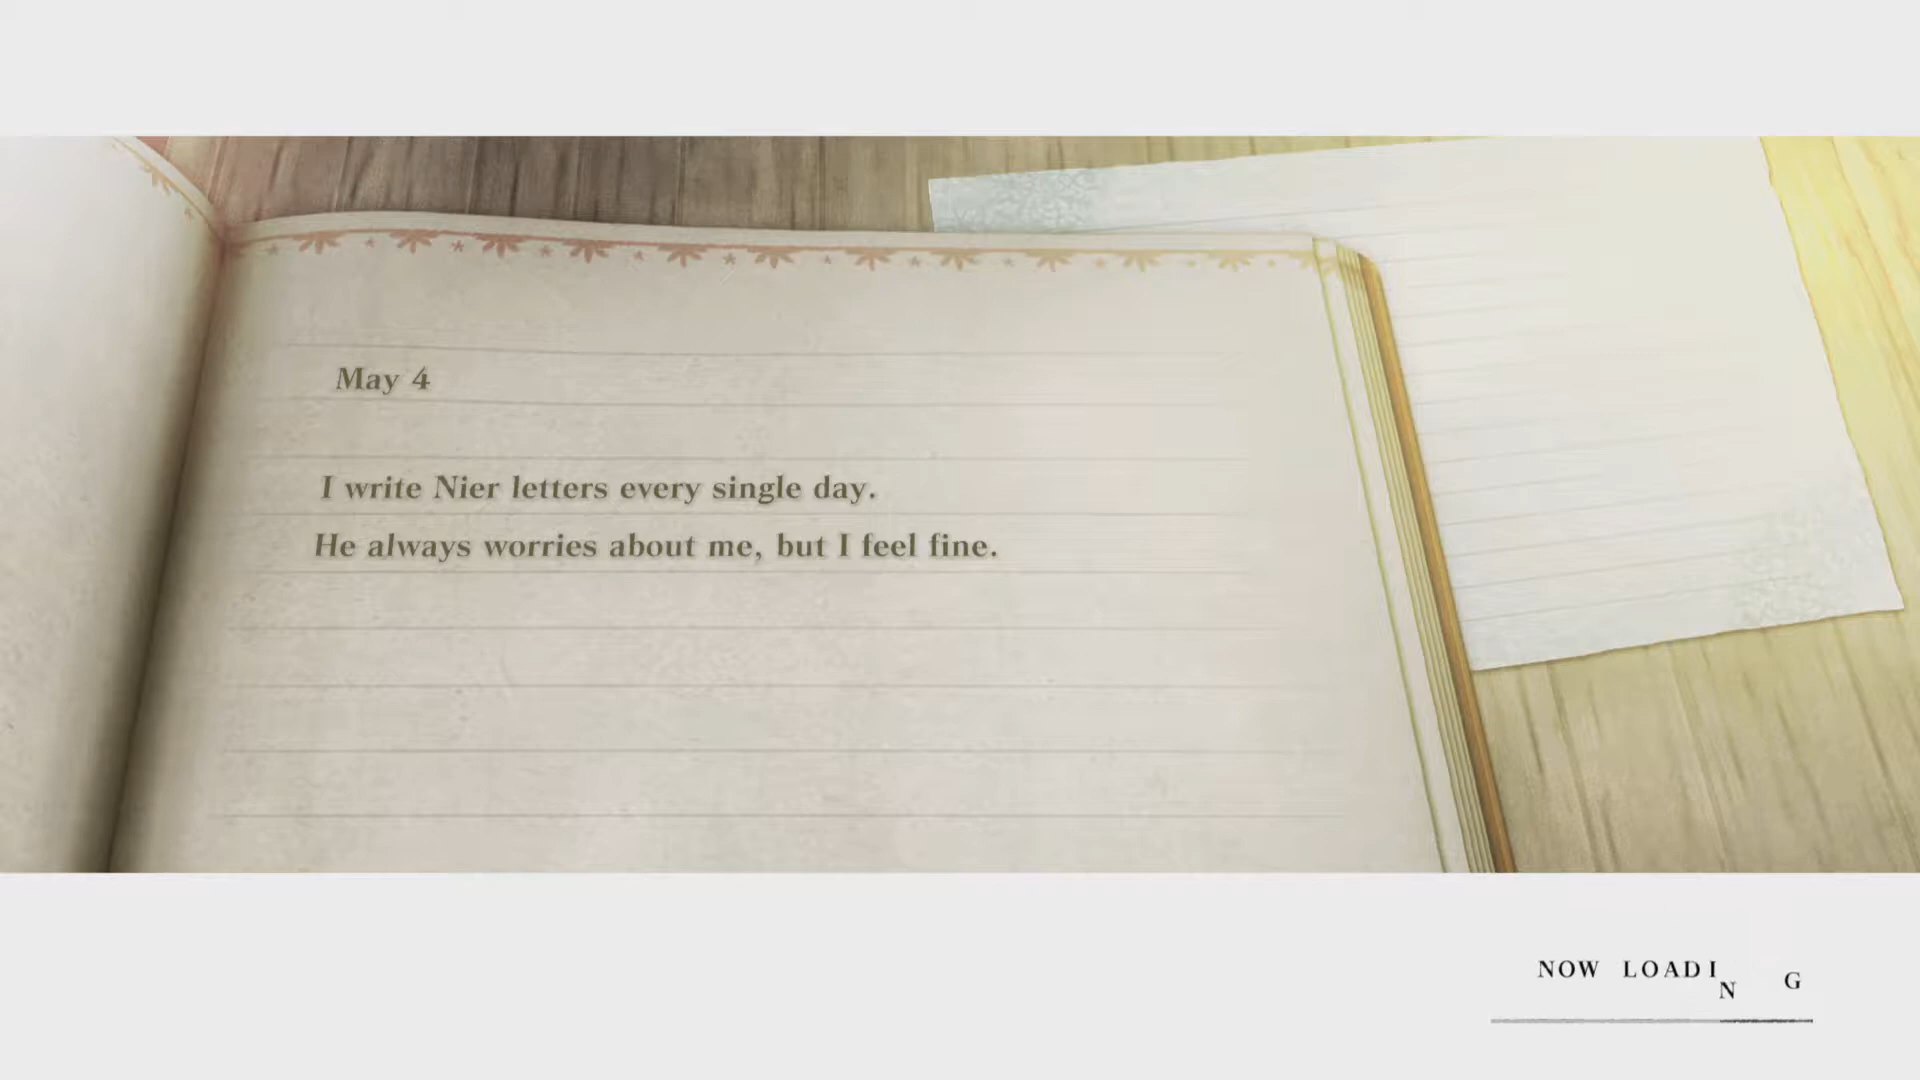 May 4
I write Nier letters every single day.
He always worries about me, but I feel fine.
NOW LOADING